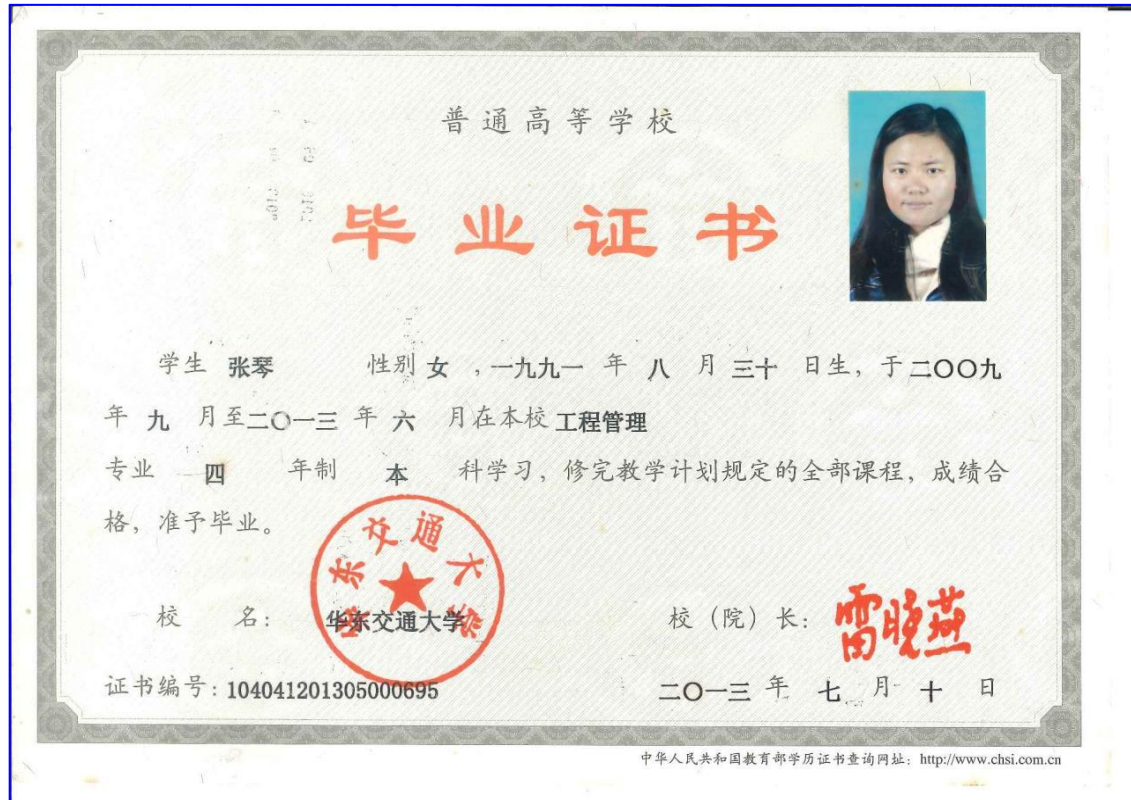 普通高等学校
毕业证书
学生 张琴 性别 女 ，一九九一 年 八 月 三十 日生，于 二〇〇九
年 九 月至 二〇一三 年 六 月在本校 工程管理
专业 四 年制 本 科学习，修完教学计划规定的全部课程，成绩合
格，准予毕业。
华东交通大学
校 名： 华东交通大学 校（院）长： 雷晓燕
证书编号：104041201305000695 二〇一三 年 七 月 十 日
中华人民共和国教育部学历证书查询网址：http://www.chsi.com.cn